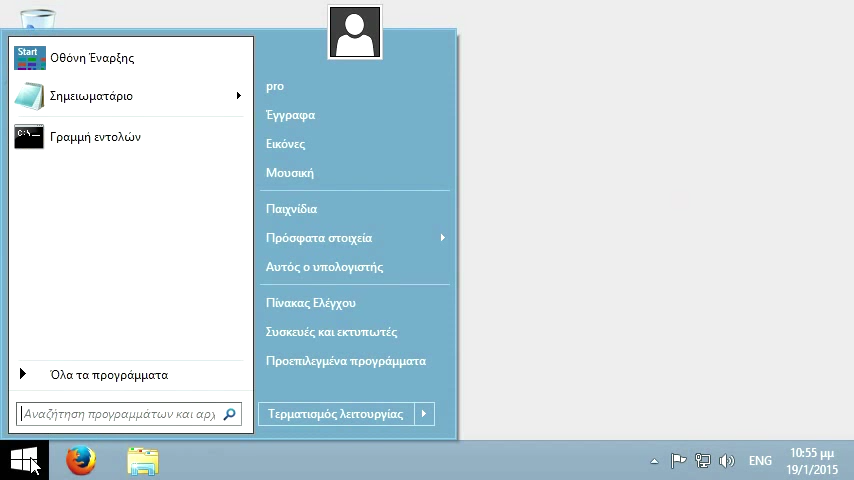 Start
Οθόνη Έναρξης
Σημειωματάριο
C:\_
Γραμμή εντολών
Όλα τα προγράμματα
Αναζήτηση προγραμμάτων και αρχ
pro
Έγγραφα
Εικόνες
Μουσική
Παιχνίδια
Πρόσφατα στοιχεία
Αυτός ο υπολογιστής
Πίνακας Ελέγχου
Συσκευές και εκτυπωτές
Προεπιλεγμένα προγράμματα
Τερματισμός λειτουργίας
ENG
10:55 μμ
19/1/2015